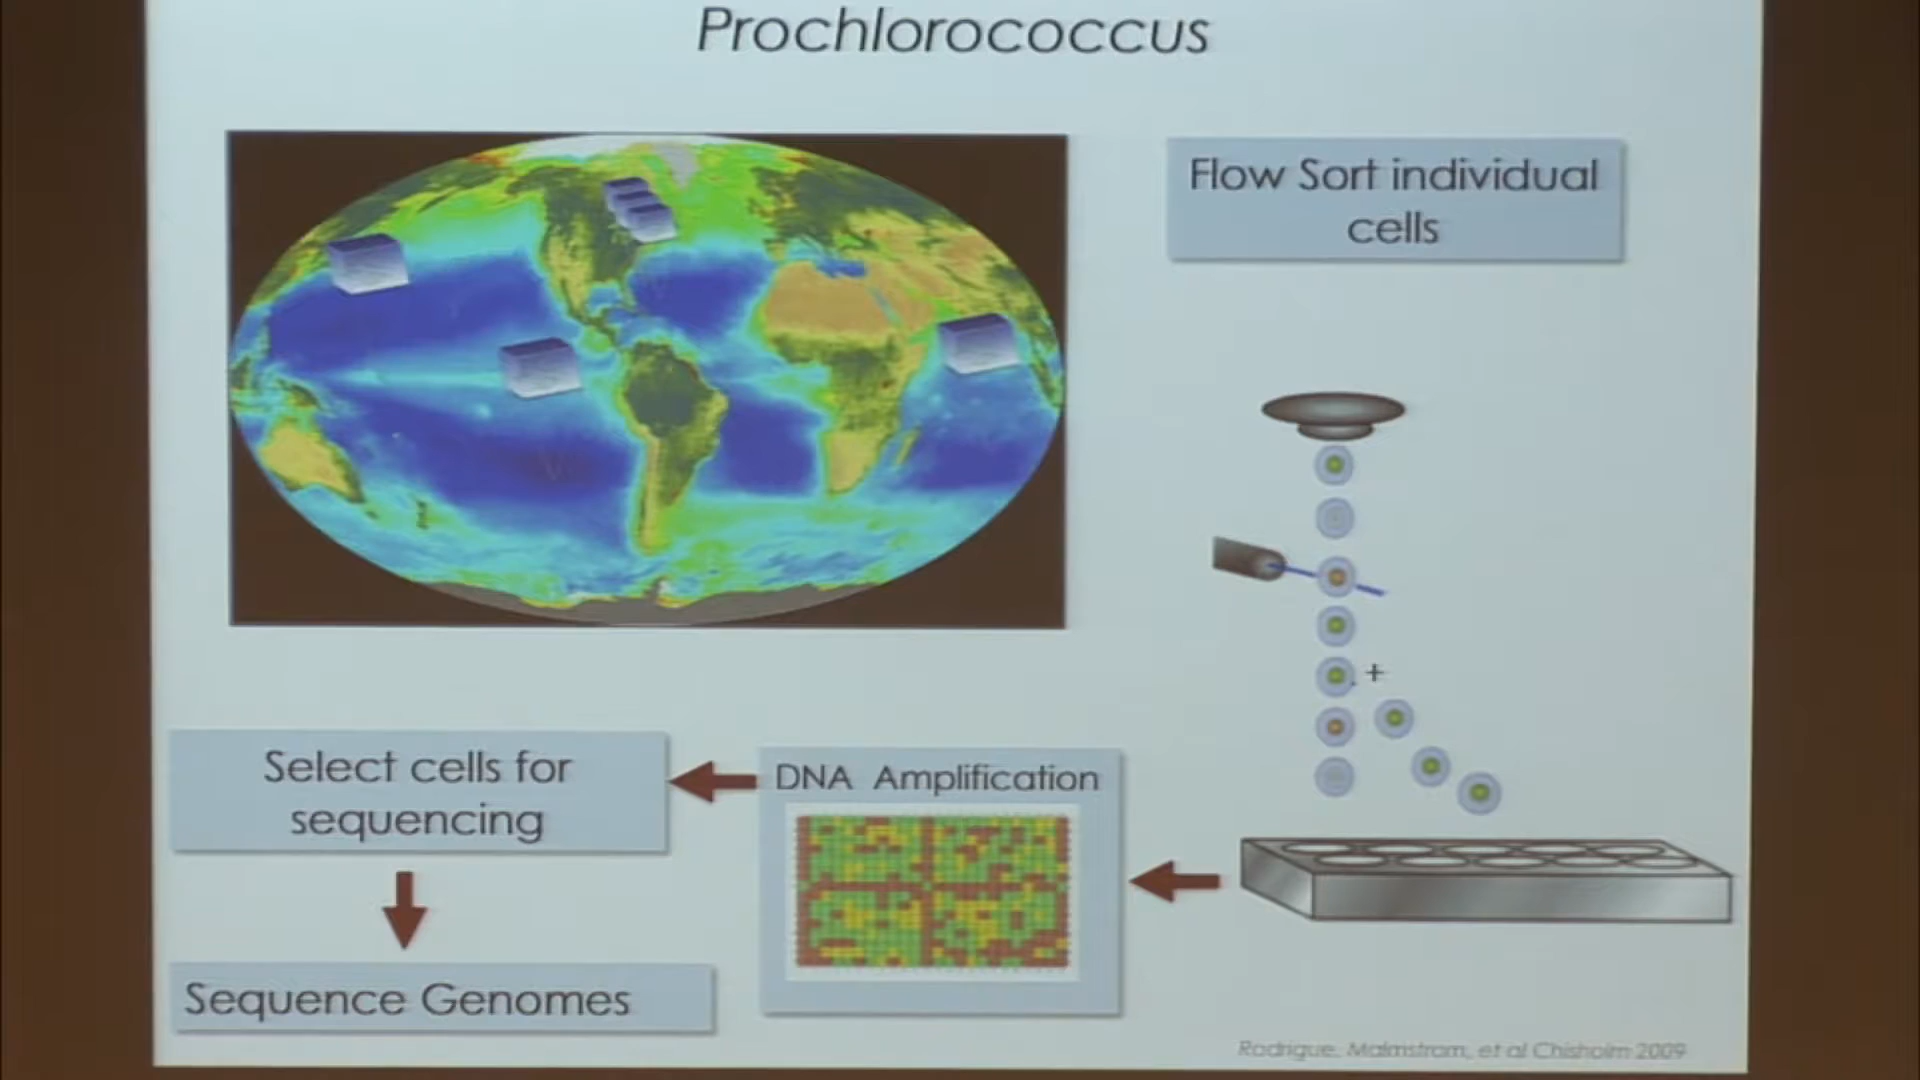 Prochlorococcus
Flow Sort individual
cells
+
DNA Amplification
Select cells for
sequencing
Sequence Genomes
Rodrigue, Malmstrom, et al Chisholm 2009